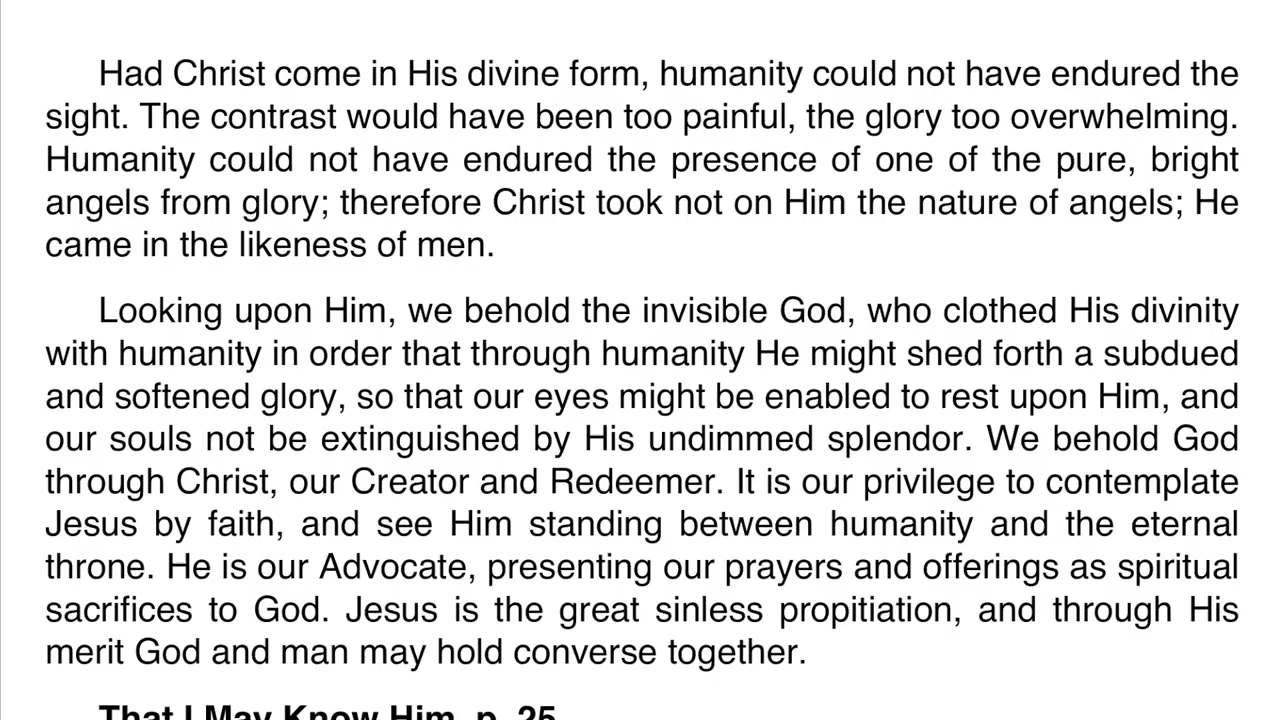 Had Christ come in His divine form, humanity could not have endured the
sight. The contrast would have been too painful, the glory too overwhelming.
Humanity could not have endured the presence of one of the pure, bright
angels from glory; therefore Christ took not on Him the nature of angels; He
came in the likeness of men.
Looking upon Him, we behold the invisible God, who clothed His divinity
with humanity in order that through humanity He might shed forth a subdued
and softened glory, so that our eyes might be enabled to rest upon Him, and
our souls not be extinguished by His undimmed splendor. We behold God
through Christ, our Creator and Redeemer. It is our privilege to contemplate
Jesus by faith, and see Him standing between humanity and the eternal
throne. He is our Advocate, presenting our prayers and offerings as spiritual
sacrifices to God. Jesus is the great sinless propitiation, and through His
merit God and man may hold converse together.
That I May Know Him, p. 25